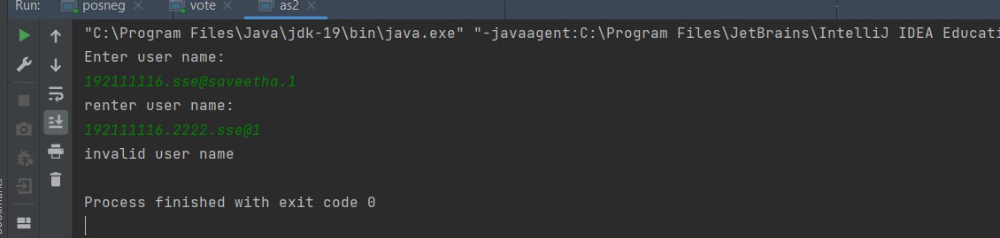 Run: posneg vote as2
"C:\Program Files\Java\jdk-19\bin\java.exe" "-javaagent:C:\Program Files\JetBrains\IntelliJ IDEA Educati
Enter user name:
192111116.sse@saveetha.1
renter user name:
192111116.2222.sse@1
invalid user name
Process finished with exit code 0